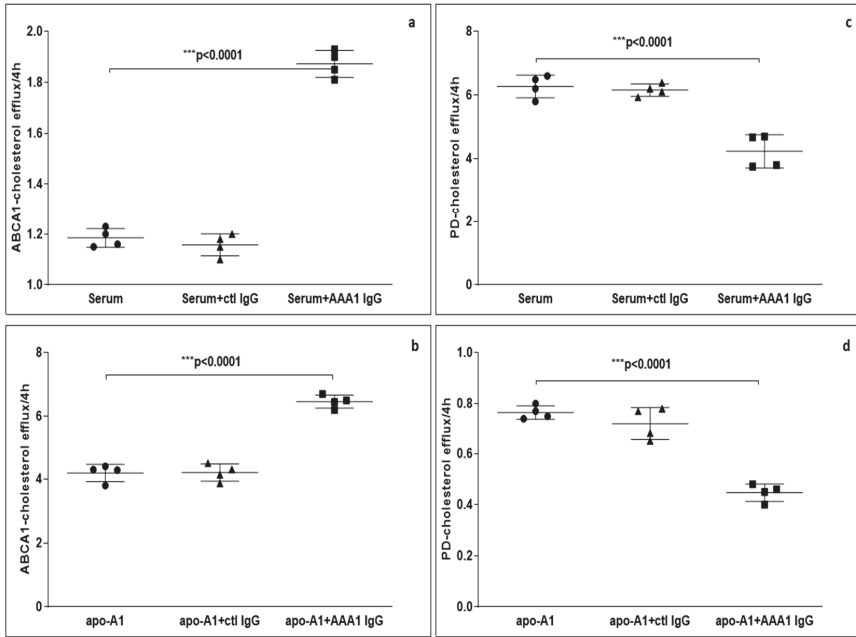 a
ABCA1-cholesterol efflux/4h
2.0
1.8
1.6
1.4
1.2
1.0
***p<0.0001
Serum
Serum+ctl IgG
Serum+AAA1 IgG
c
PD-cholesterol efflux/4h
8
6
4
2
0
***p<0.0001
Serum
Serum+ctl IgG
Serum+AAA1 IgG
b
ABCA1-cholesterol efflux/4h
8
6
4
2
0
***p<0.0001
apo-A1
apo-A1+ctl IgG
apo-A1+AAA1 IgG
d
PD-cholesterol efflux/4h
1.0
0.8
0.6
0.4
0.2
0.0
***p<0.0001
apo-A1
apo-A1+ctl IgG
apo-A1+AAA1 IgG